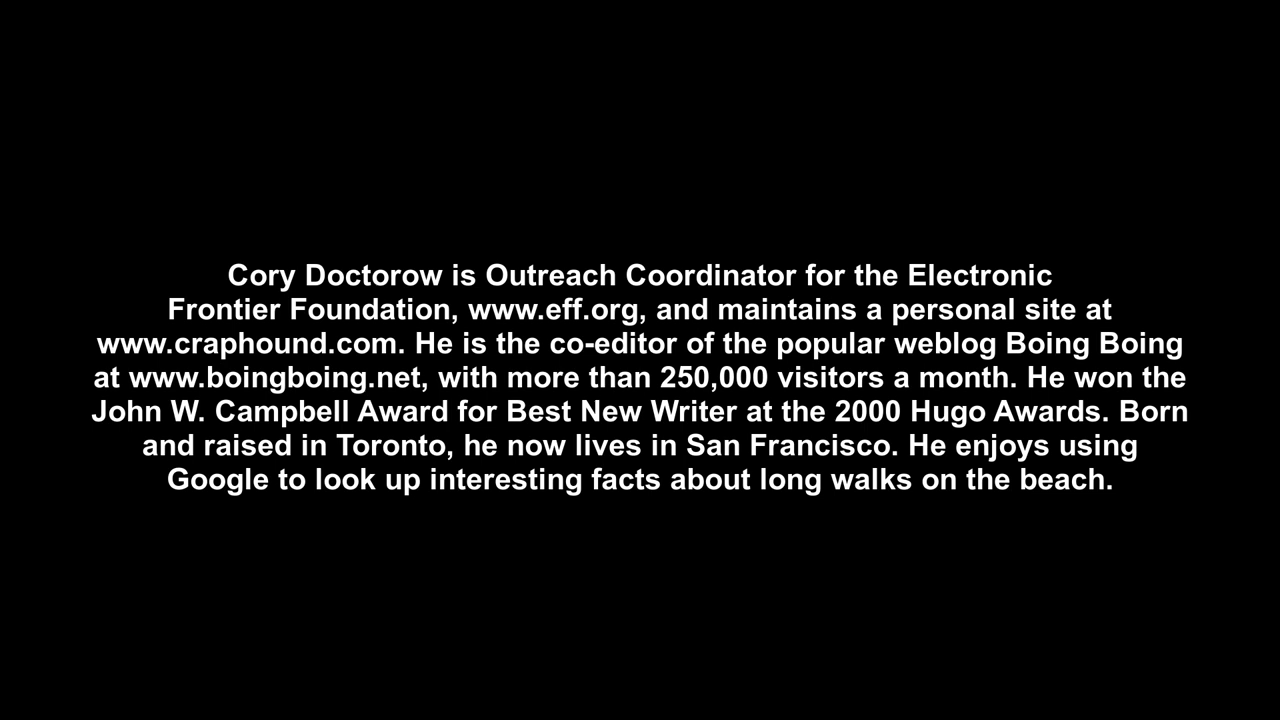 Cory Doctorow is Outreach Coordinator for the Electronic
Frontier Foundation, www.eff.org, and maintains a personal site at
www.craphound.com. He is the co-editor of the popular weblog Boing Boing
at www.boingboing.net, with more than 250,000 visitors a month. He won the
John W. Campbell Award for Best New Writer at the 2000 Hugo Awards. Born
and raised in Toronto, he now lives in San Francisco. He enjoys using
Google to look up interesting facts about long walks on the beach.